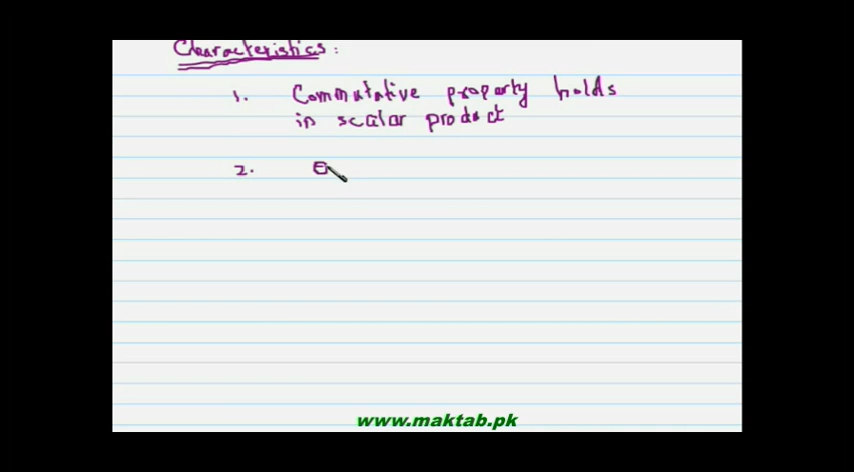 Characteristics:
1. Commutative property holds
in scalar product
2. θ
www.maktab.pk